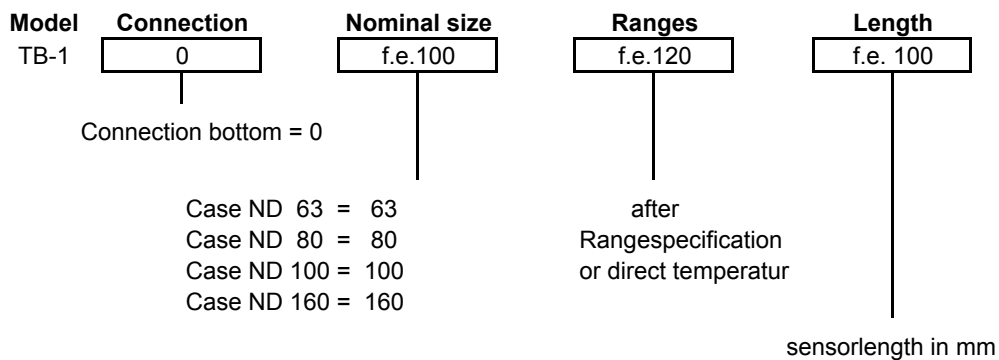 Model Connection Nominal size Ranges Length
TB-1 0 f.e.100 f.e.120 f.e. 100
Connection bottom = 0
Case ND 63 = 63 after
Case ND 80 = 80 Rangespecification
Case ND 100 = 100 or direct temperatur
Case ND 160 = 160
sensorlength in mm